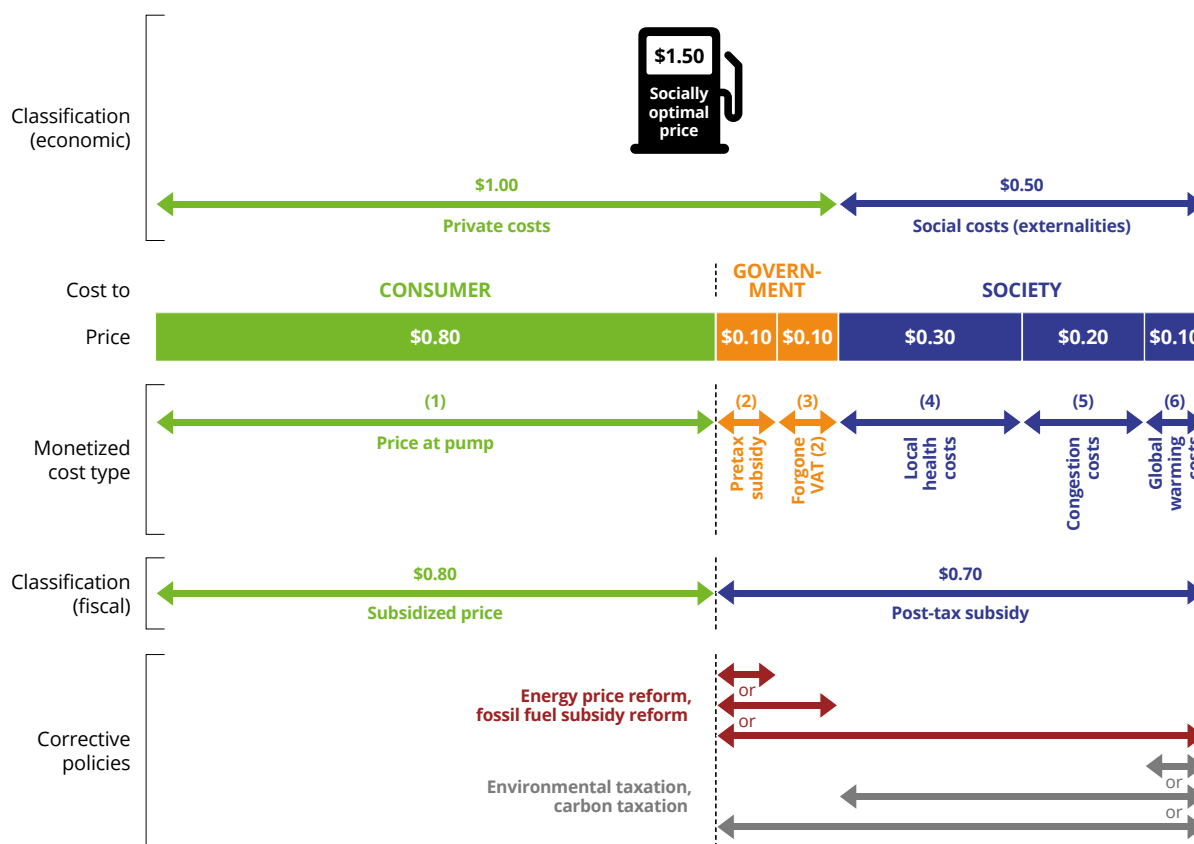 $1.50
Socially
optimal
price
Classification
(economic)
$1.00
$0.50
Private costs
Social costs (externalities)
Cost to
CONSUMER
GOVERN-
MENT
SOCIETY
Price
$0.80
$0.10
$0.10
$0.30
$0.20
$0.10
Monetized
cost type
(1)
Price at pump
(2)
Pretax
subsidy
(3)
Forgone
VAT (2)
(4)
Local
health
costs
(5)
Congestion
costs
(6)
Global
warming
costs
Classification
(fiscal)
$0.80
Subsidized price
$0.70
Post-tax subsidy
Corrective
policies
Energy price reform,
fossil fuel subsidy reform
or
or
Environmental taxation,
carbon taxation
or
or